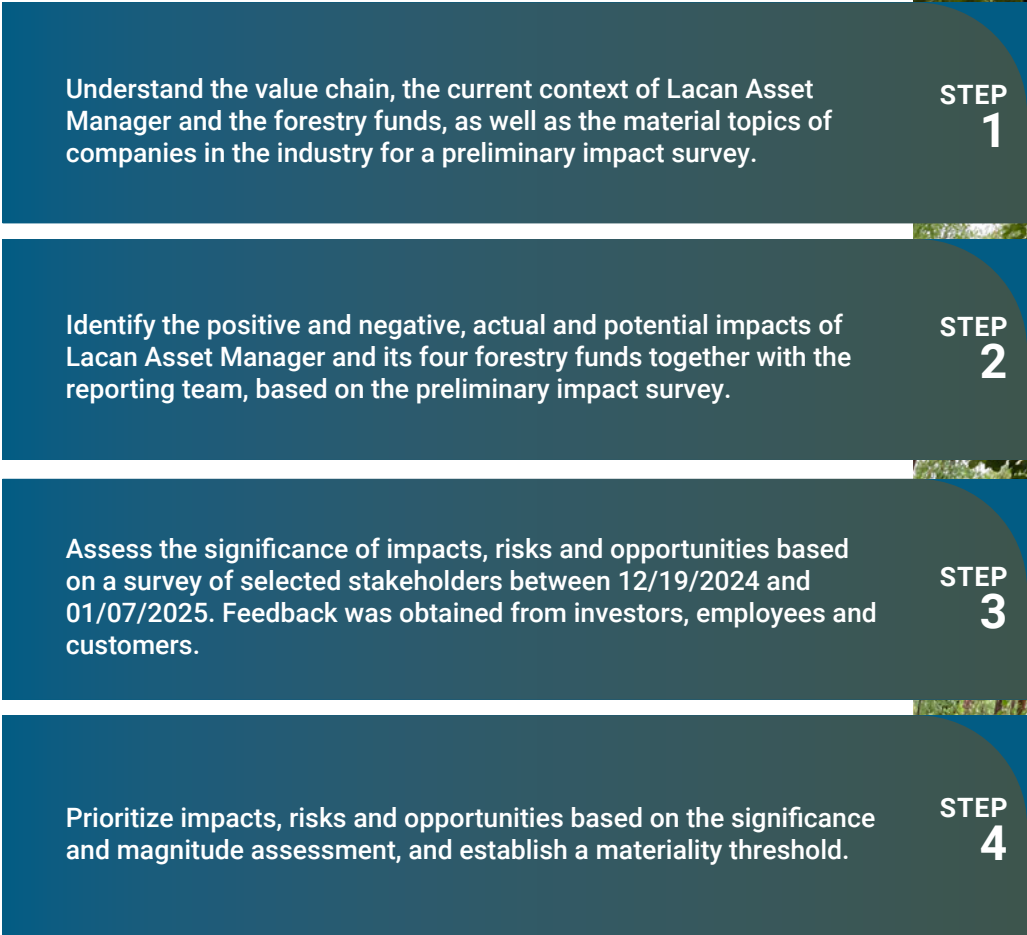 Understand the value chain, the current context of Lacan Asset
Manager and the forestry funds, as well as the material topics of
companies in the industry for a preliminary impact survey.
STEP
1
Identify the positive and negative, actual and potential impacts of
Lacan Asset Manager and its four forestry funds together with the
reporting team, based on the preliminary impact survey.
STEP
2
Assess the significance of impacts, risks and opportunities based
on a survey of selected stakeholders between 12/19/2024 and
01/07/2025. Feedback was obtained from investors, employees and
customers.
STEP
3
Prioritize impacts, risks and opportunities based on the significance
and magnitude assessment, and establish a materiality threshold.
STEP
4